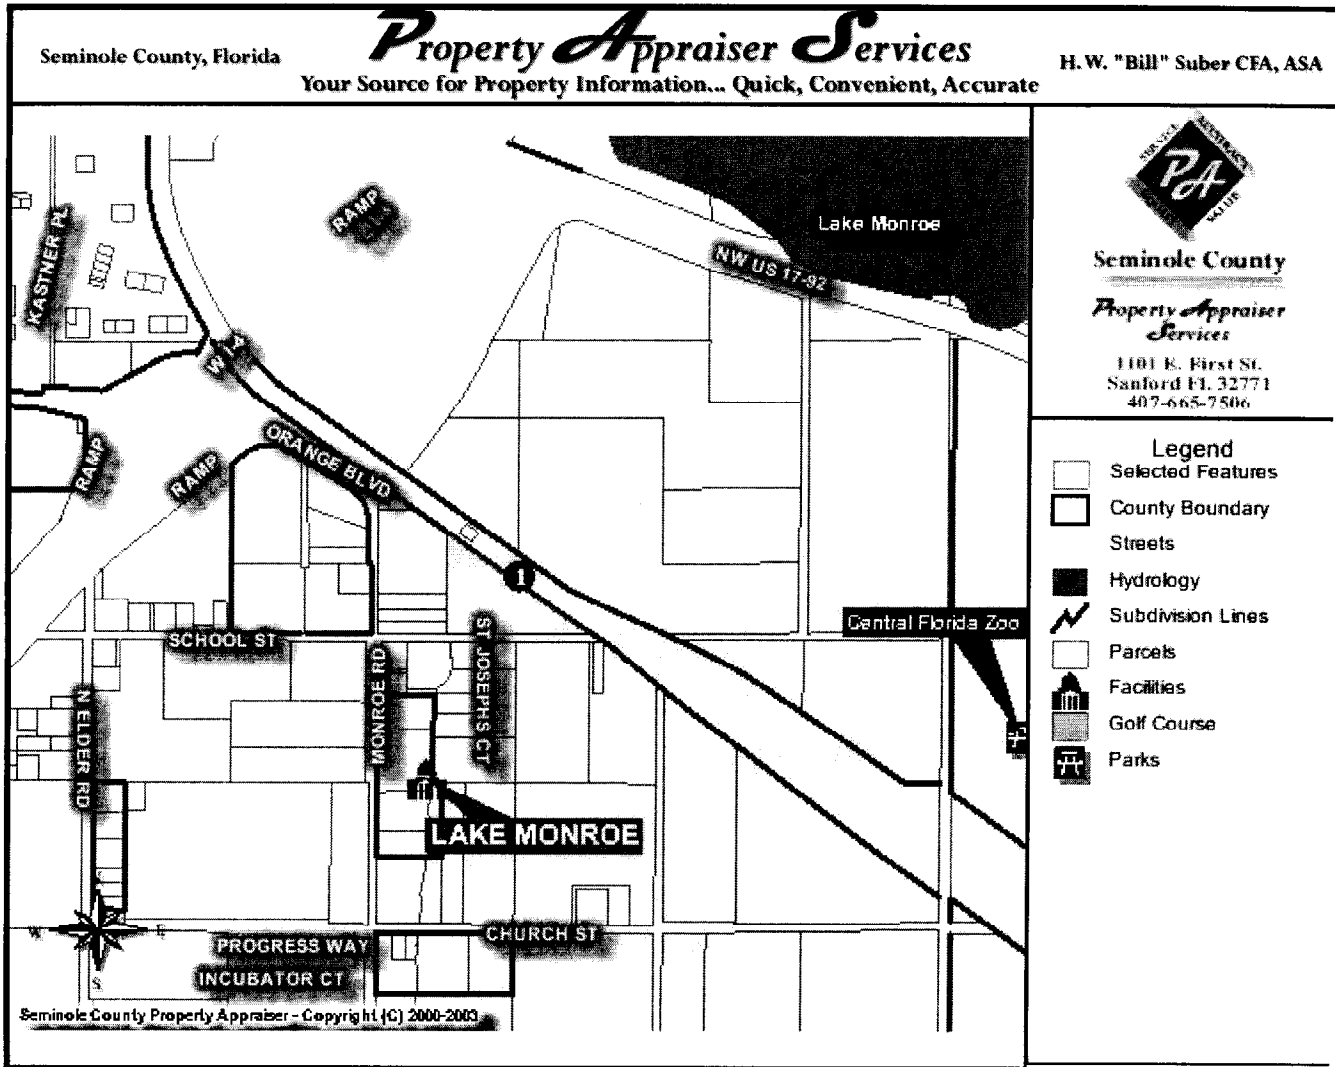 Seminole County, Florida
Property Appraiser Services
H. W. "Bill" Suber CFA, ASA
Your Source for Property Information... Quick, Convenient, Accurate
PA
Seminole County
Property Appraiser
Services
1101 E. First St.
Sanford FL 32771
407-665-7506
Legend
Selected Features
County Boundary
Streets
Hydrology
Subdivision Lines
Parcels
Facilities
Golf Course
Parks
KASTNER PL
RAMP
Lake Monroe
NW US 17-92
W I 4
ORANGE BLVD
RAMP
RAMP
1
Central Florida Zoo
SCHOOL ST
MONROE RD
ST JOSEPHS CT
N ELDER RD
LAKE MONROE
CHURCH ST
PROGRESS WAY
INCUBATOR CT
W
E
S
Seminole County Property Appraiser - Copyright (C) 2000-2003